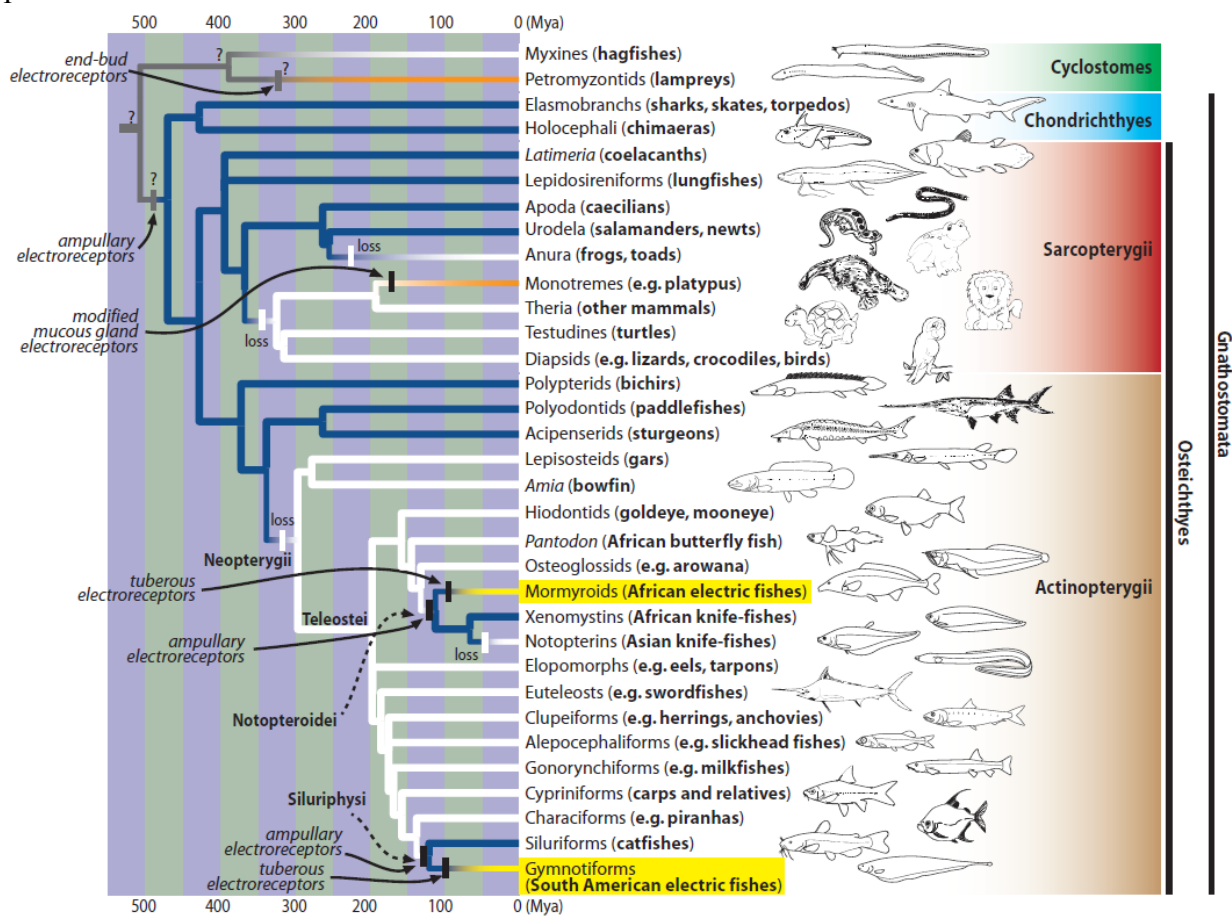 500 400 300 200 100 0 (Mya)
end-bud
electroreceptors
?
?
?
?
ampullary
electroreceptors
loss
modified
mucous gland
electroreceptors
loss
loss
Neopterygii
tuberous
electroreceptors
Teleostei
ampullary
electroreceptors
loss
Notopteroidei
Siluriphysi
ampullary
electroreceptors
tuberous
electroreceptors
Myxines (hagfishes)
Petromyzontids (lampreys)
Elasmobranchs (sharks, skates, torpedos)
Holocephali (chimaeras)
Latimeria (coelacanths)
Lepidosireniforms (lungfishes)
Apoda (caecilians)
Urodela (salamanders, newts)
Anura (frogs, toads)
Monotremes (e.g. platypus)
Theria (other mammals)
Testudines (turtles)
Diapsids (e.g. lizards, crocodiles, birds)
Polypterids (bichirs)
Polyodontids (paddlefishes)
Acipenserids (sturgeons)
Lepisosteids (gars)
Amia (bowfin)
Hiodontids (goldeye, mooneye)
Pantodon (African butterfly fish)
Osteoglossids (e.g. arowana)
Mormyroids (African electric fishes)
Xenomystins (African knife-fishes)
Notopterins (Asian knife-fishes)
Elopomorphs (e.g. eels, tarpons)
Euteleosts (e.g. swordfishes)
Clupeiforms (e.g. herrings, anchovies)
Alepocephaliforms (e.g. slickhead fishes)
Gonorynchiforms (e.g. milkfishes)
Cypriniforms (carps and relatives)
Characiforms (e.g. piranhas)
Siluriforms (catfishes)
Gymnotiforms
(South American electric fishes)
Cyclostomes
Chondrichthyes
Sarcopterygii
Actinopterygii
Osteichthyes
Gnathostomata
500 400 300 200 100 0 (Mya)